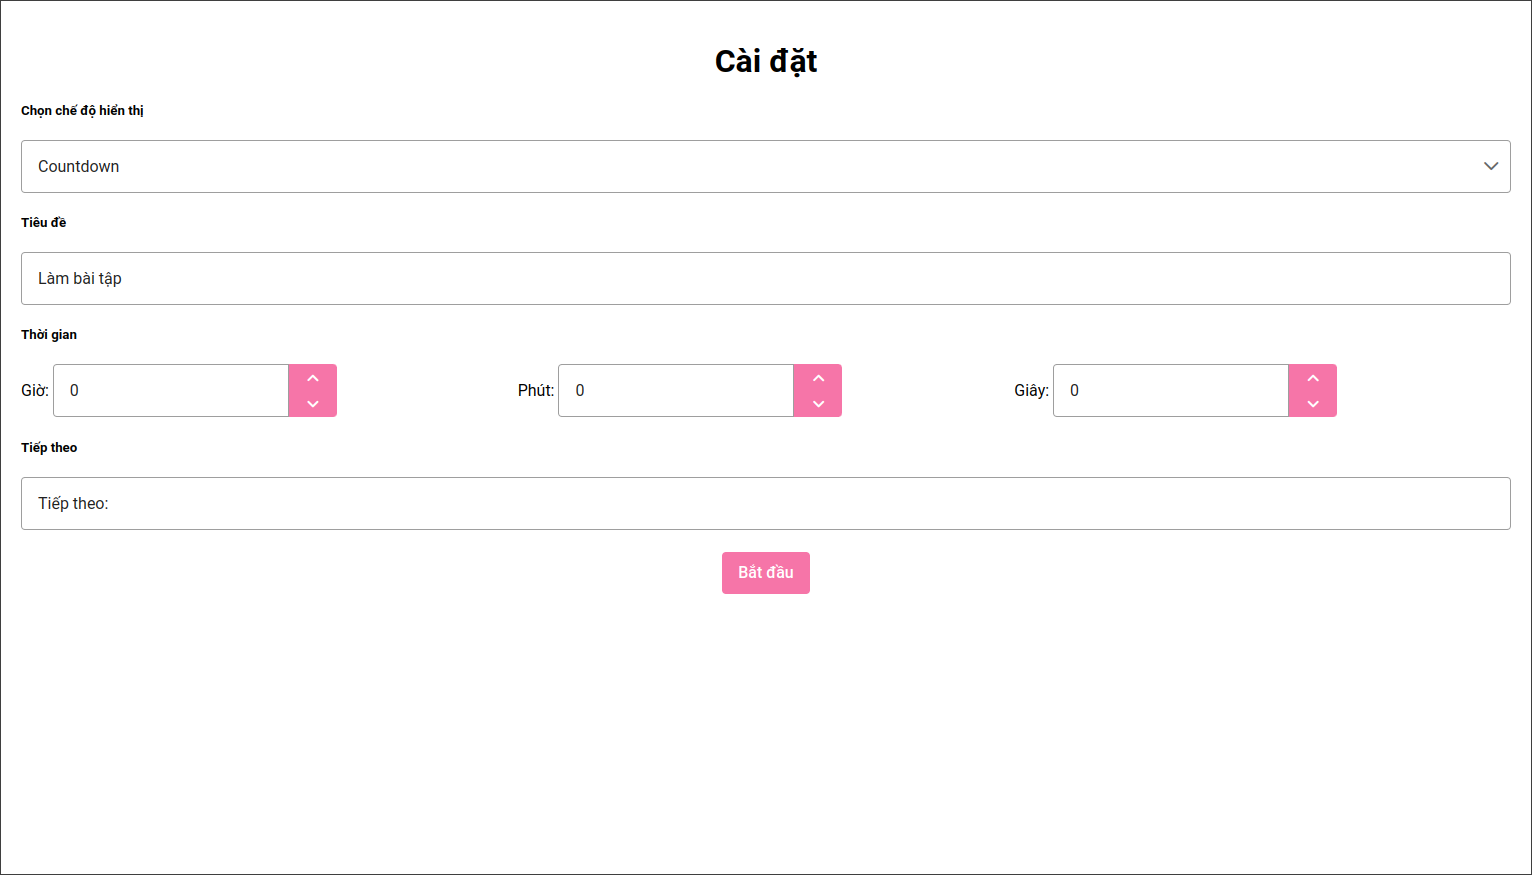 Cài đặt
Chọn chế độ hiển thị
Countdown
Tiêu đề
Làm bài tập
Thời gian
Giờ: 0 Phút: 0 Giây: 0
Tiếp theo
Tiếp theo:
Bắt đầu